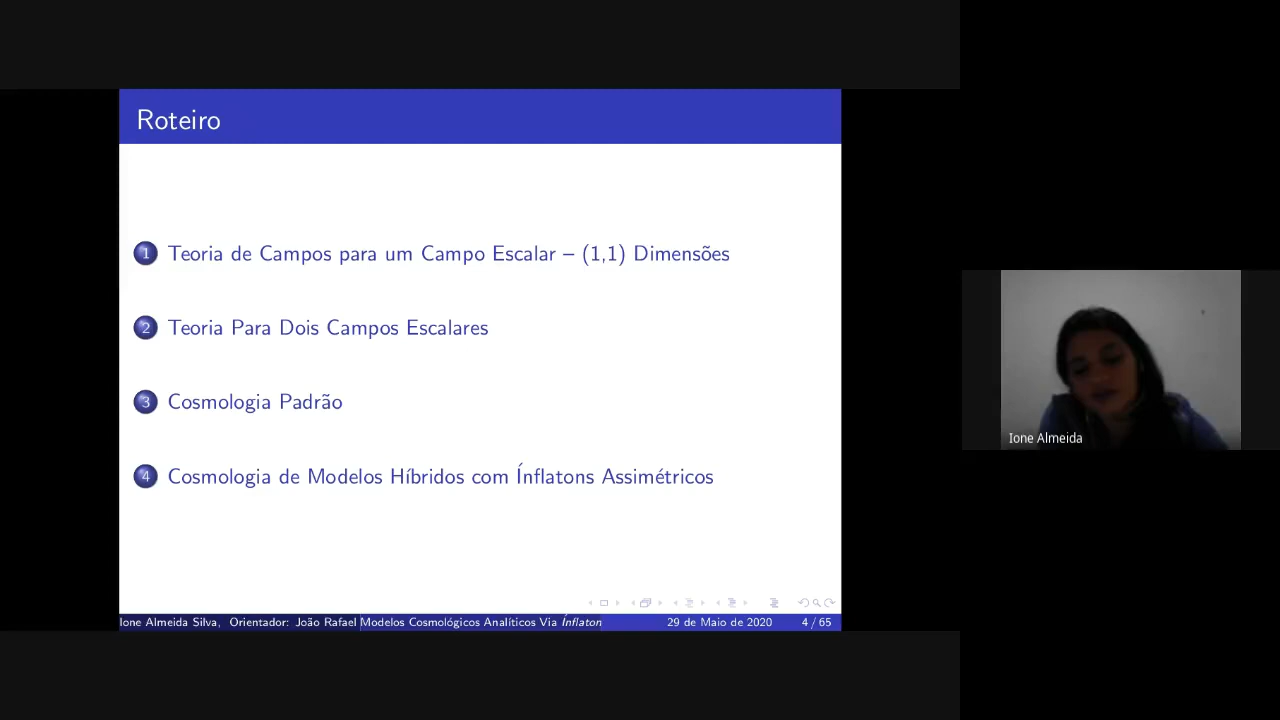 Roteiro
1 Teoria de Campos para um Campo Escalar – (1,1) Dimensões
2 Teoria Para Dois Campos Escalares
3 Cosmologia Padrão
4 Cosmologia de Modelos Híbridos com Ínflatons Assimétricos
Ione Almeida
Ione Almeida Silva, Orientador: João Rafael Modelos Cosmológicos Analíticos Via Ínflaton 29 de Maio de 2020 4 / 65